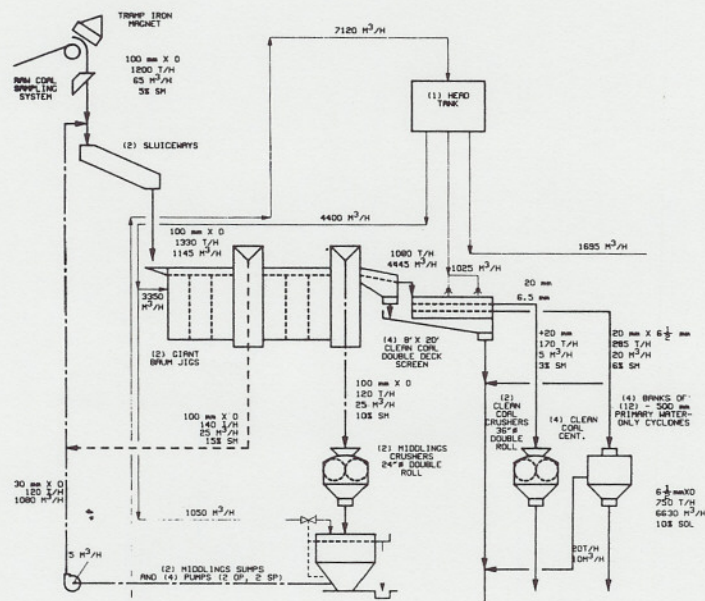 TRAMP IRON
MAGNET
7120 M³/H
100 mm X 0
1200 T/H
65 M³/H
5% SM
RAW COAL
SAMPLING
SYSTEM
(1) HEAD
TANK
(2) SLUICEWAYS
4400 M³/H
100 mm X 0
1330 T/H
1145 M³/H
1080 T/H
4445 M³/H
1025 M³/H
1695 M³/H
3350
M³/H
20 mm
6.5 mm
(2) GIANT
BAUM JIGS
(4) 8' X 20'
CLEAN COAL
DOUBLE DECK
SCREEN
+20 mm
170 T/H
5 M³/H
3% SM
20 mm X 6 1/2 mm
285 T/H
20 M³/H
6% SM
100 mm X 0
120 T/H
25 M³/H
10% SM
100 mm X 0
140 T/H
25 M³/H
15% SM
(2)
CLEAN
COAL
CRUSHERS
36"ø
DOUBLE
ROLL
(4) CLEAN
COAL
CENT.
(4) BANKS OF
(12) - 500 mm
PRIMARY WATER-
ONLY CYCLONES
(2) MIDDLINGS
CRUSHERS
24"ø DOUBLE
ROLL
30 mm X 0
120 T/H
1080 M³/H
6 1/2 mmX0
750 T/H
6630 M³/H
10% SOL
1050 M³/H
20T/H
10M³/H
5 M³/H
(2) MIDDLINGS SUMPS
AND (4) PUMPS (2 OP, 2 SP)